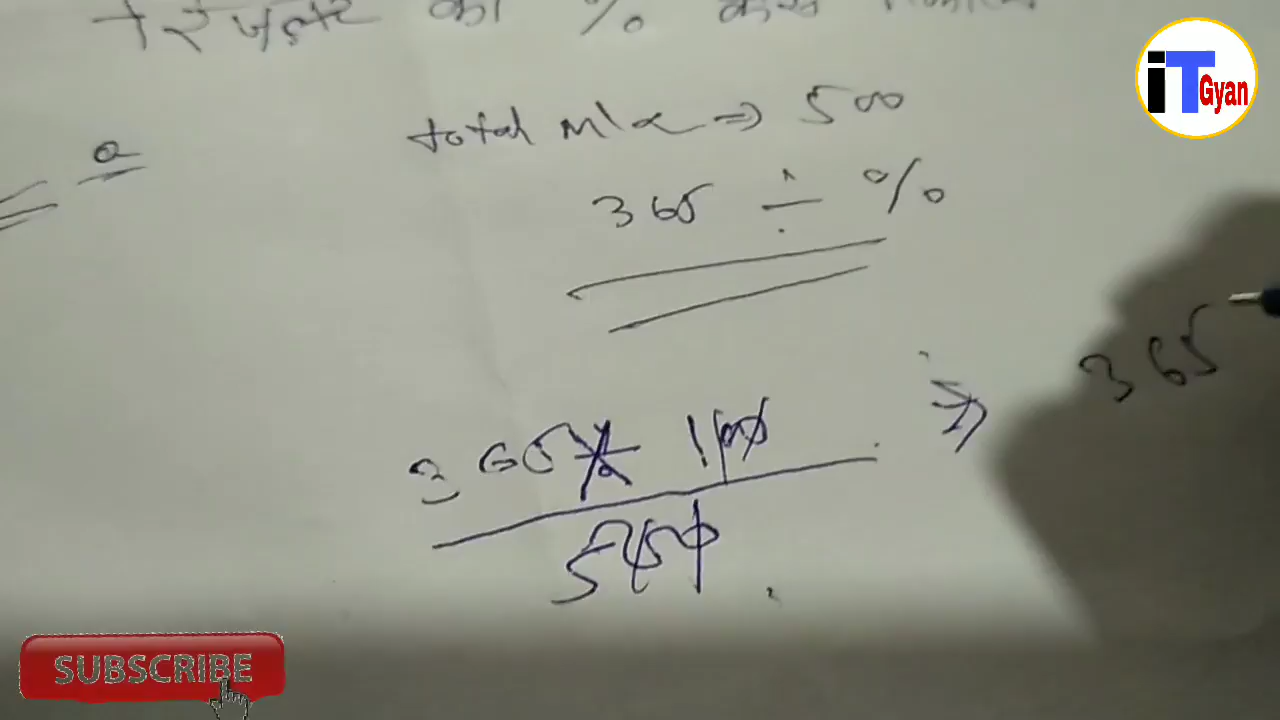 का %
iT Gyan
a
total
⇒ 500
365 ÷ %
⇒ 365
365 × 100
500
SUBSCRIBE